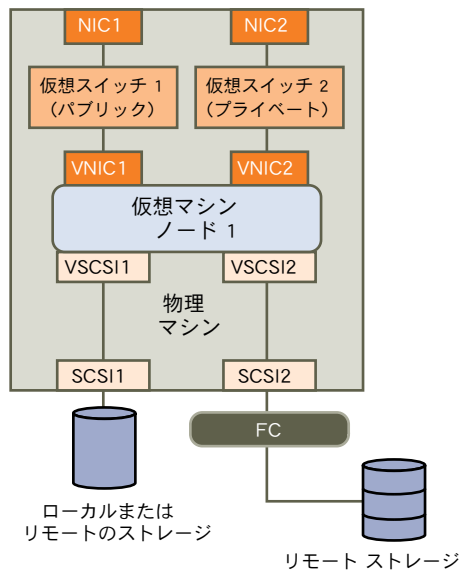 NIC1
NIC2
仮想スイッチ 1
(パブリック)
仮想スイッチ 2
(プライベート)
VNIC1
VNIC2
仮想マシン
ノード 1
VSCSI1
VSCSI2
物理
マシン
SCSI1
SCSI2
FC
ローカルまたは
リモートのストレージ
リモート ストレージ